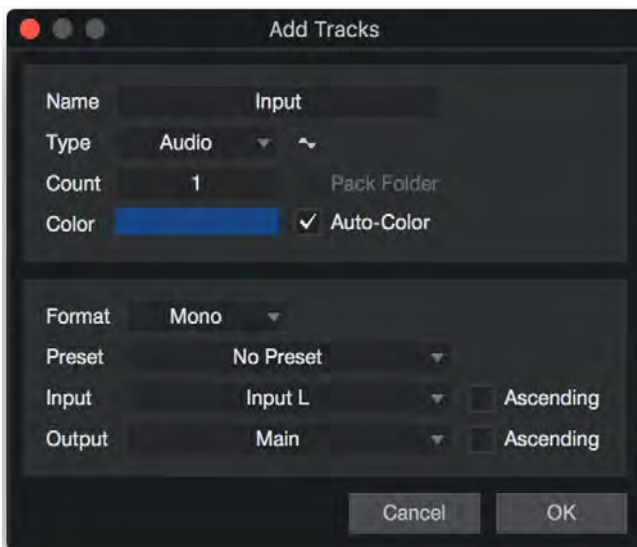 Add Tracks
Name Input
Type Audio
Count 1 Pack Folder
Color Auto-Color
Format Mono
Preset No Preset
Input Input L Ascending
Output Main Ascending
Cancel OK